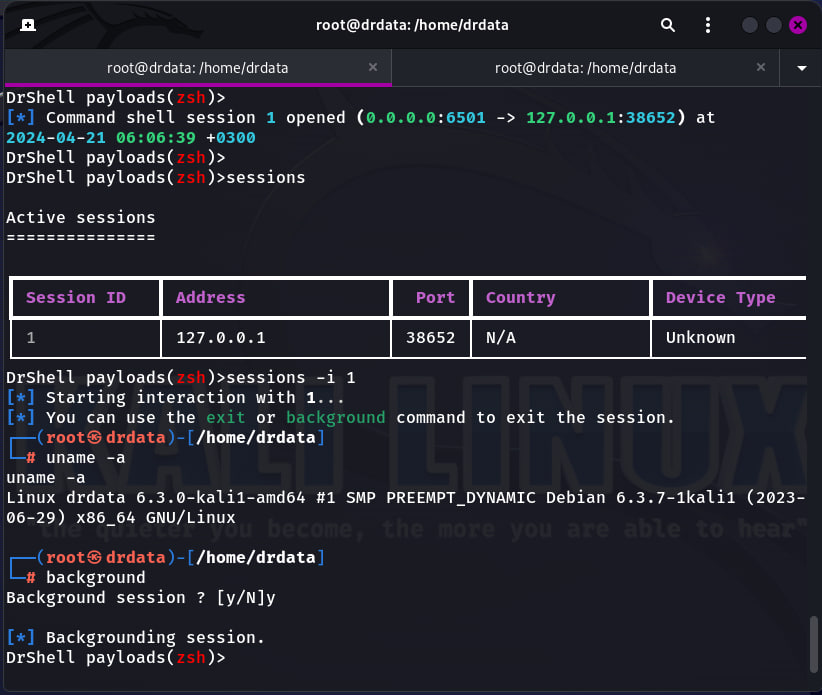 root@drdata: /home/drdata
root@drdata: /home/drdata
root@drdata: /home/drdata
DrShell payloads(zsh)>
[*] Command shell session 1 opened (0.0.0.0:6501 -> 127.0.0.1:38652) at
2024-04-21 06:06:39 +0300
DrShell payloads(zsh)>
DrShell payloads(zsh)>sessions
Active sessions
===============
Session ID Address Port Country Device Type
1 127.0.0.1 38652 N/A Unknown
DrShell payloads(zsh)>sessions -i 1
[*] Starting interaction with 1...
[*] You can use the exit or background command to exit the session.
┌──(root㉿drdata)-[/home/drdata]
└─# uname -a
uname -a
Linux drdata 6.3.0-kali1-amd64 #1 SMP PREEMPT_DYNAMIC Debian 6.3.7-1kali1 (2023-
06-29) x86_64 GNU/Linux
KALI LINUX
"the quieter you become, the more you are able to hear"
┌──(root㉿drdata)-[/home/drdata]
└─# background
Background session ? [y/N]y
[*] Backgrounding session.
DrShell payloads(zsh)>